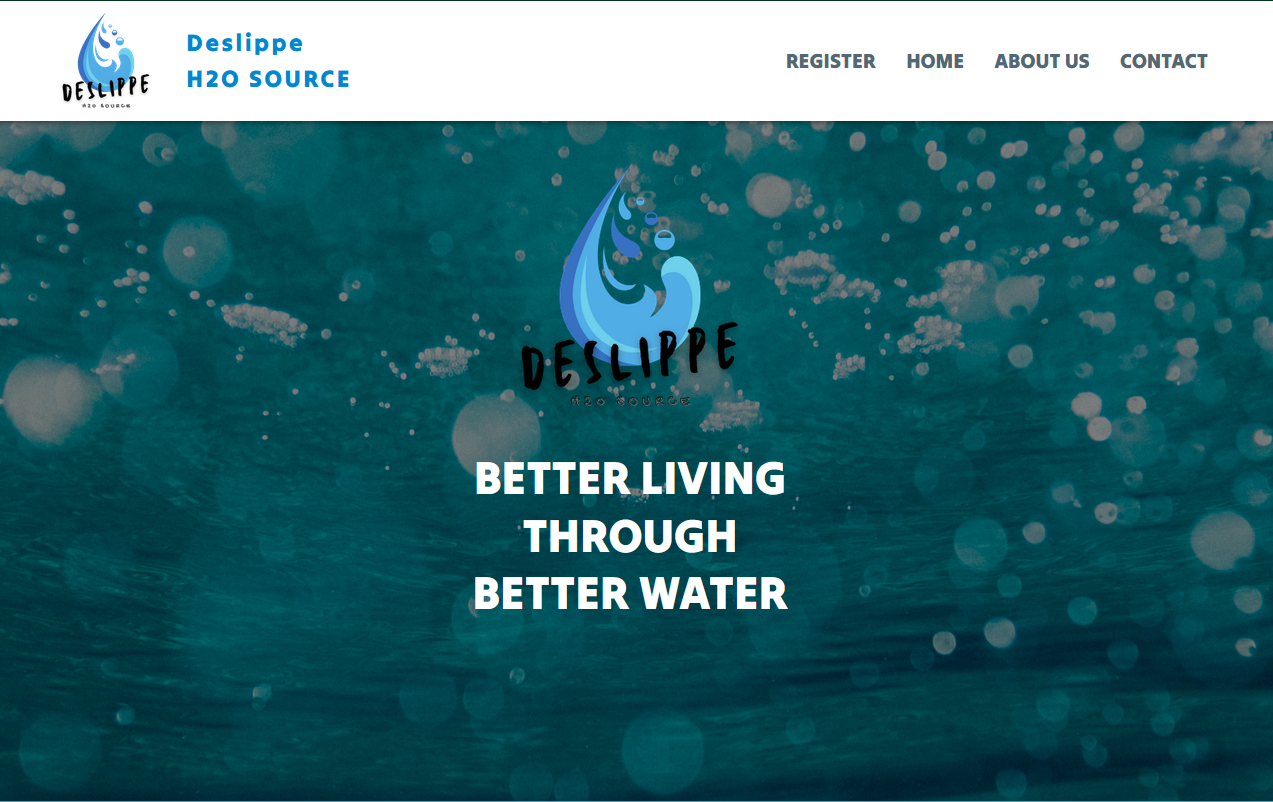 DESLIPPE
H2O SOURCE
Deslippe
H2O SOURCE
REGISTER HOME ABOUT US CONTACT
DESLIPPE
H2O SOURCE
BETTER LIVING
THROUGH
BETTER WATER